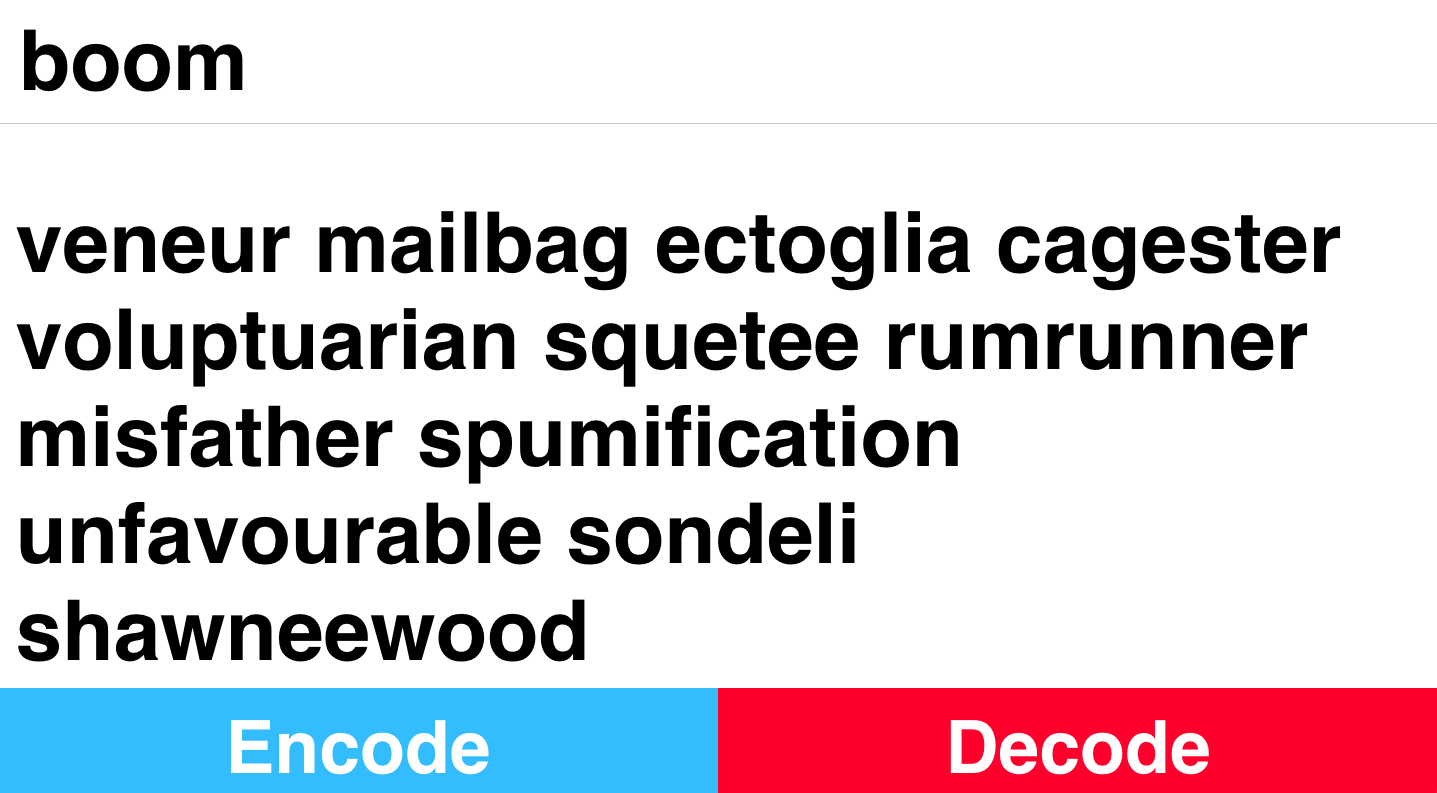 boom
veneur mailbag ectoglia cagester
voluptuarian squetee rumrunner
misfather spumification
unfavourable sondeli
shawneewood
Encode
Decode